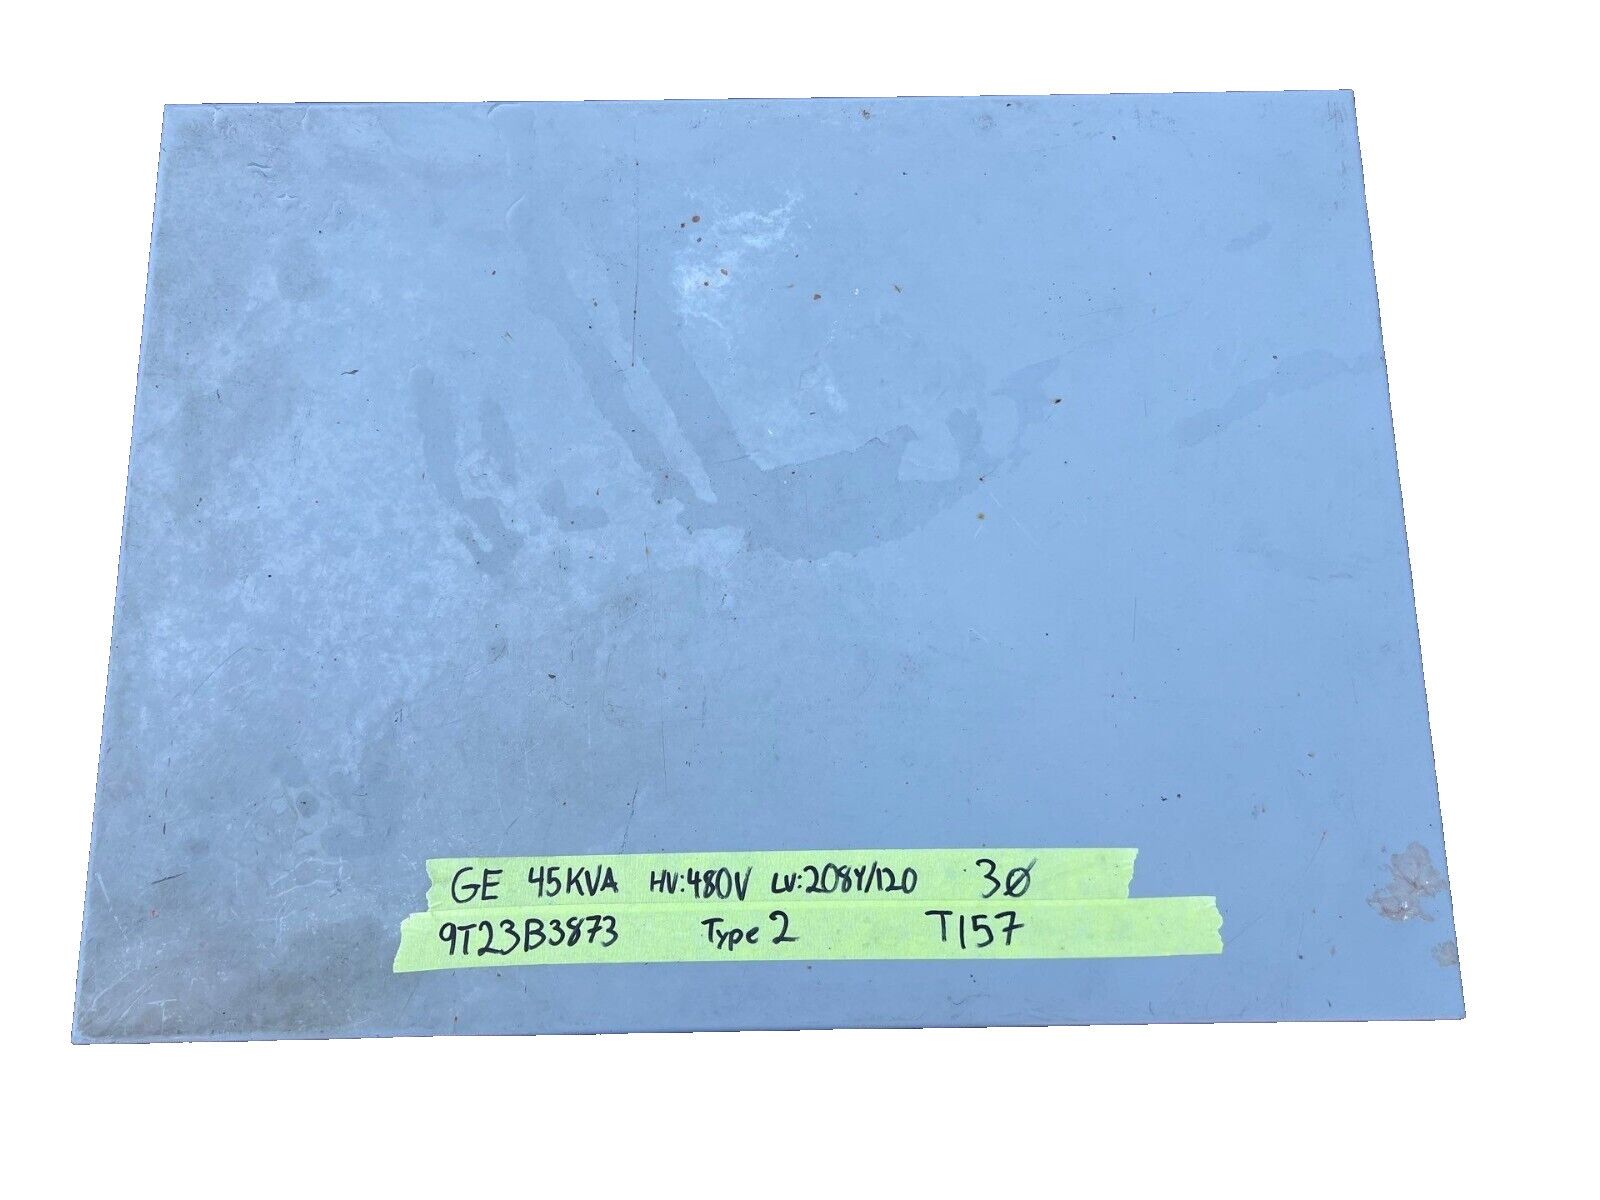 GE 45KVA HV:480V LV:208Y/120 3Ø
9T23B3873 Type 2 T157